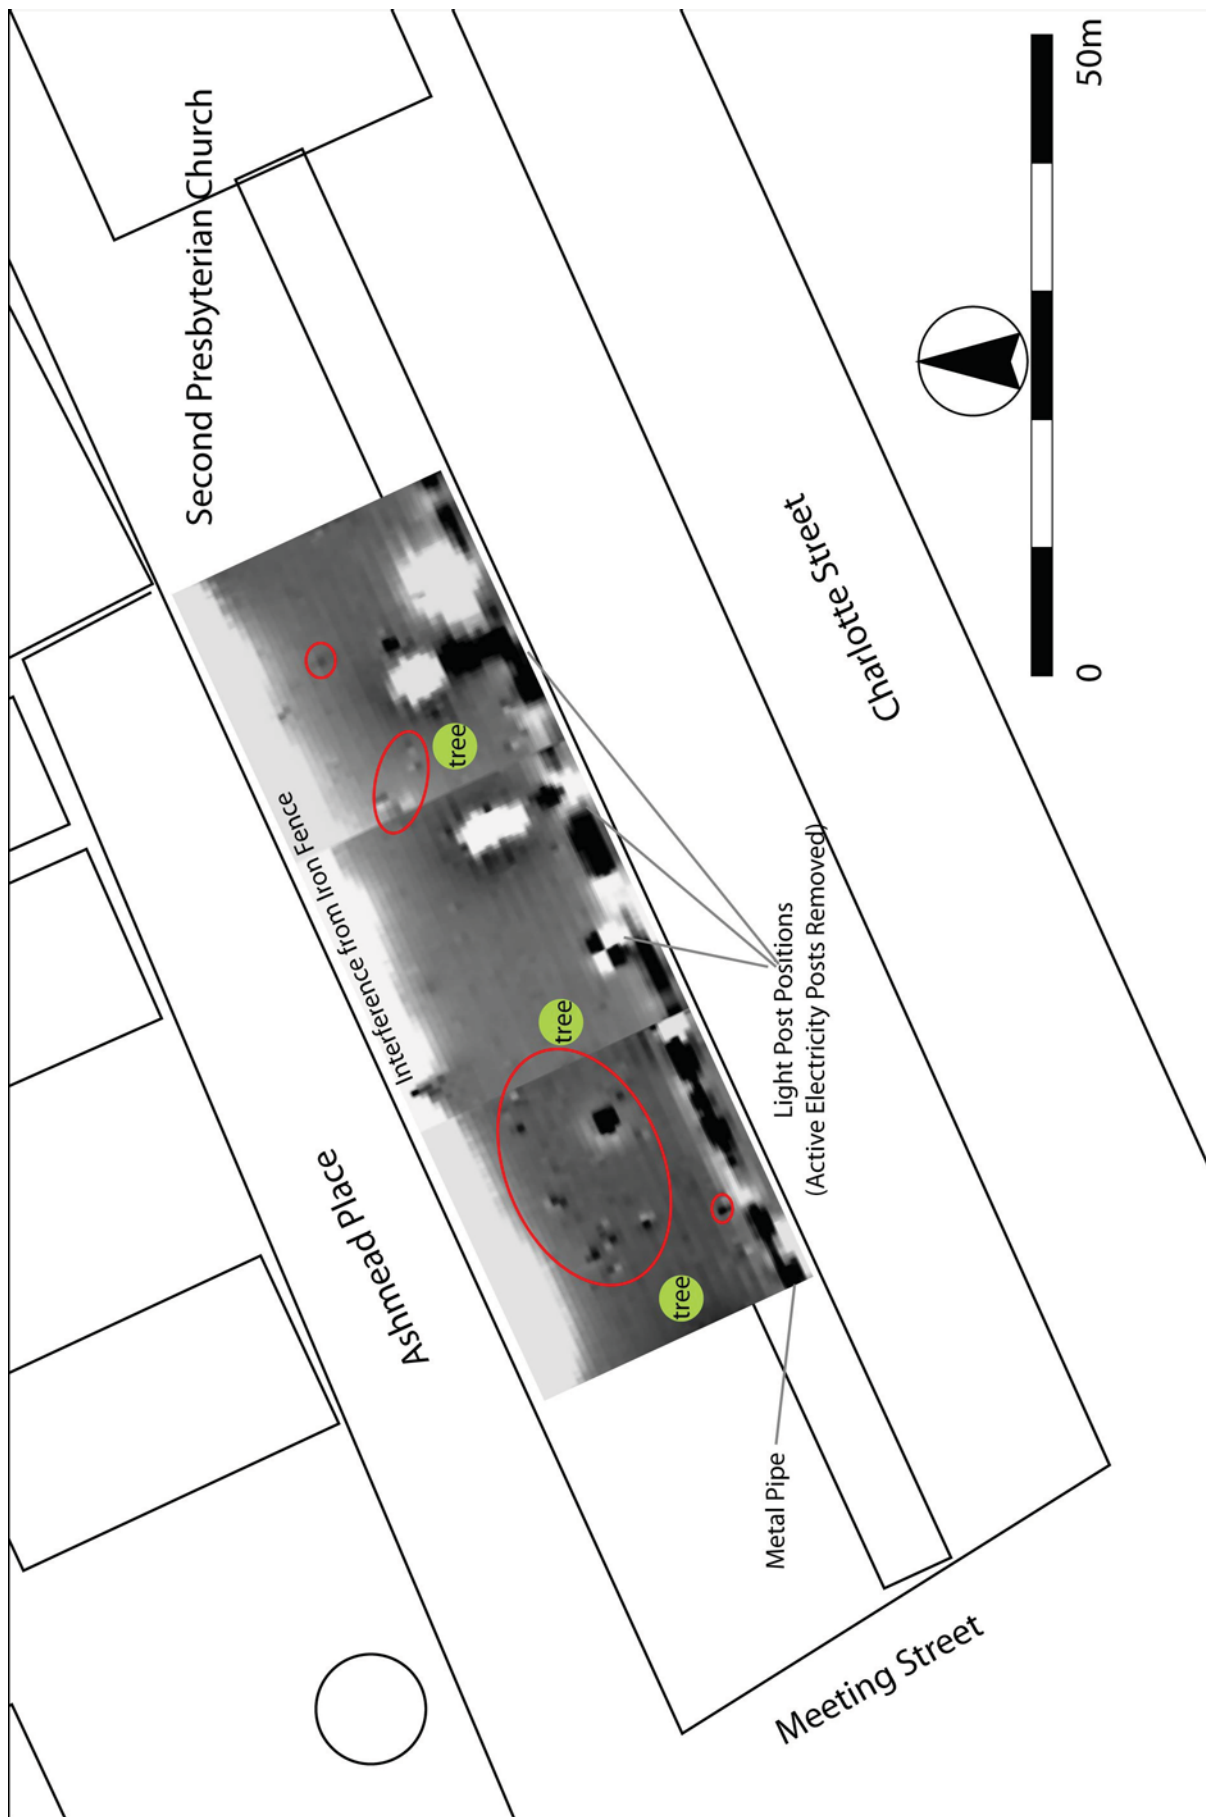 Second Presbyterian Church
50m
Interference from Iron Fence
Charlotte Street
0
tree
tree
tree
Ashmead Place
Light Post Positions
(Active Electricity Posts Removed)
Metal Pipe
Meeting Street